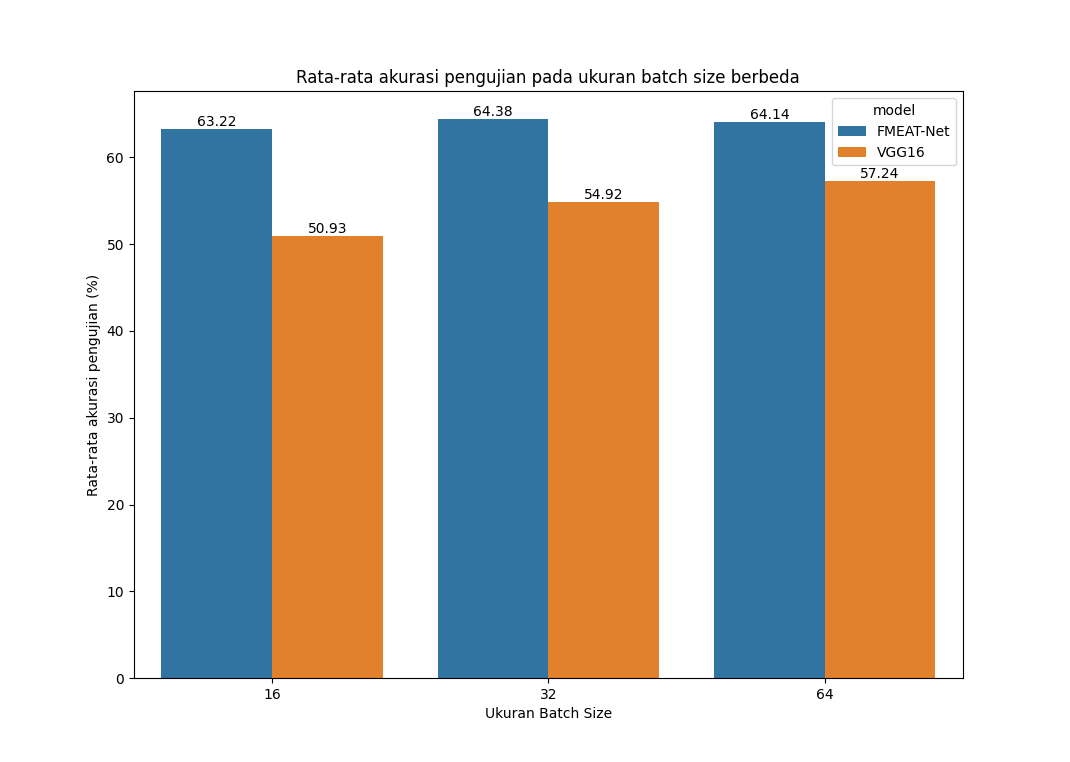 Rata-rata akurasi pengujian pada ukuran batch size berbeda
model
FMEAT-Net
VGG16
63.22
64.38
64.14
50.93
54.92
57.24
Rata-rata akurasi pengujian (%)
60
50
40
30
20
10
0
16
32
64
Ukuran Batch Size